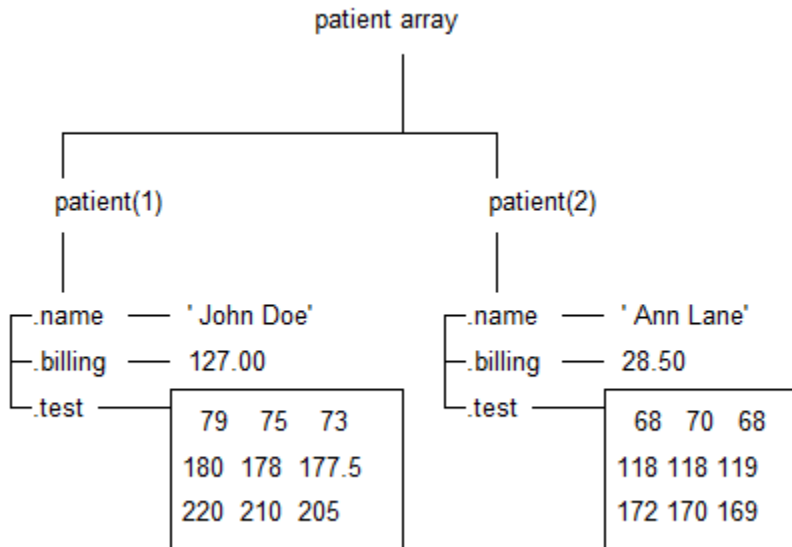 patient array
patient(1) patient(2)
.name ' John Doe' .name ' Ann Lane'
.billing 127.00 .billing 28.50
.test .test
79 75 73 68 70 68
180 178 177.5 118 118 119
220 210 205 172 170 169